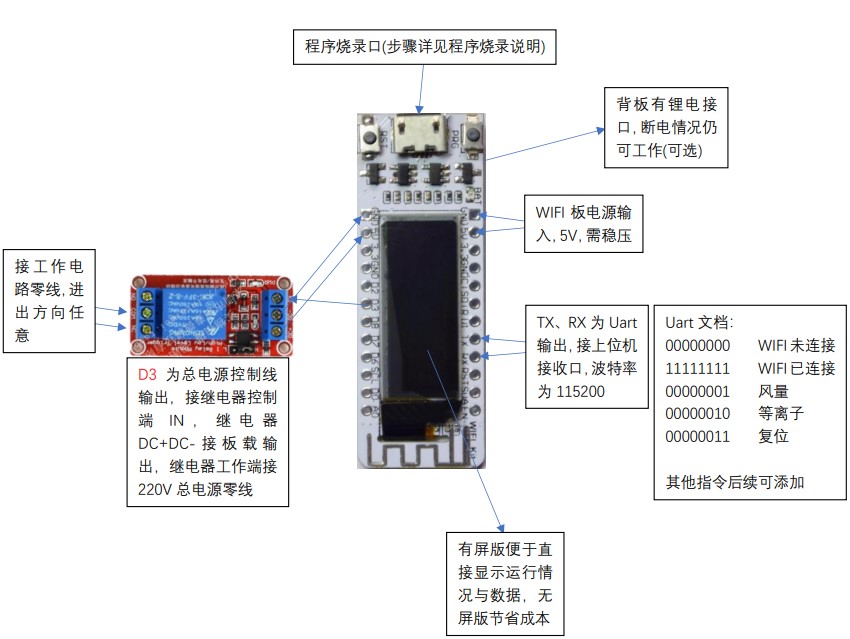 程序烧录口(步骤详见程序烧录说明)
背板有锂电接
口，断电情况仍
可工作(可选)
RST
PRG
BAT
WIFI 板电源输
入，5V，需稳压
接工作电
路零线，进
出方向任
意
D3 为总电源控制线
输出，接继电器控制
端 IN，继电器
DC+DC-接板载输
出，继电器工作端接
220V 总电源零线
TX、RX 为 Uart
输出，接上位机
接收口，波特率
为 115200
Uart 文档：
00000000 WIFI 未连接
11111111 WIFI 已连接
00000001 风量
00000010 等离子
00000011 复位
其他指令后续可添加
有屏版便于直
接显示运行情
况与数据，无
屏版节省成本